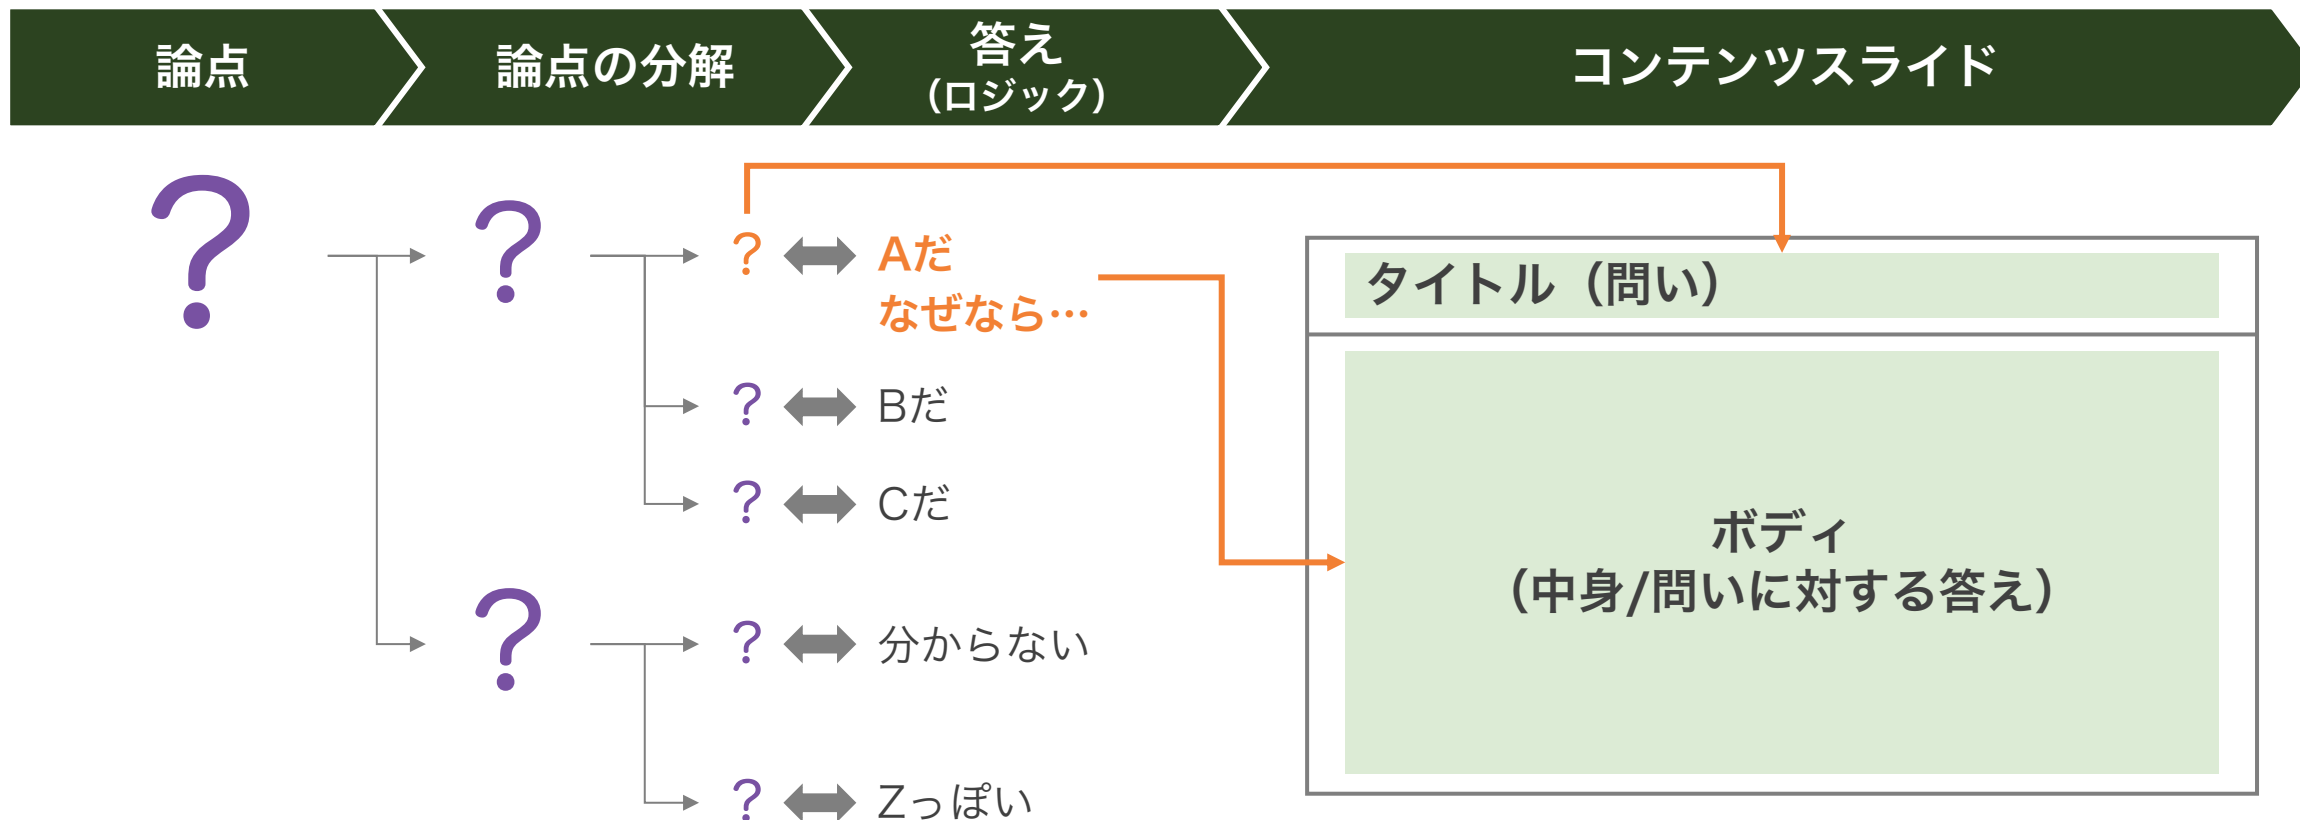 論点
論点の分解
答え
（ロジック）
コンテンツスライド
?
?
? Aだ
なぜなら…
? Bだ
? Cだ
?
? 分からない
? Zっぽい
タイトル（問い）
ボディ
（中身/問いに対する答え）